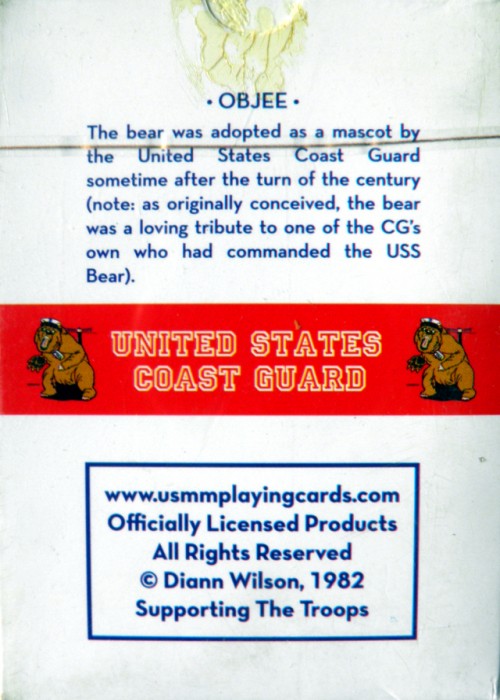 • OBJEE •
The bear was adopted as a mascot by
the United States Coast Guard
sometime after the turn of the century
(note: as originally conceived, the bear
was a loving tribute to one of the CG's
own who had commanded the USS
Bear).
UNITED STATES
COAST GUARD
www.usmmplayingcards.com
Officially Licensed Products
All Rights Reserved
© Diann Wilson, 1982
Supporting The Troops